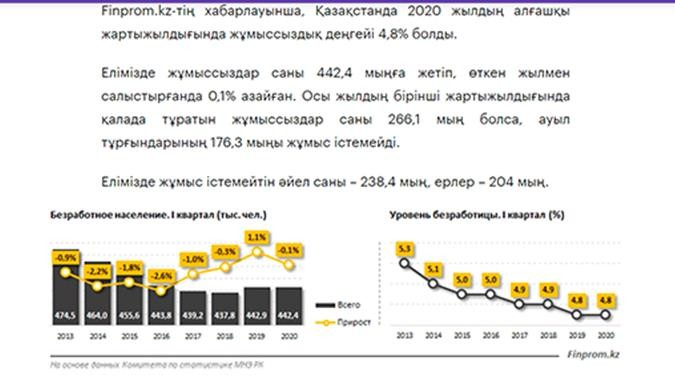 Finprom.kz-тің хабарлауынша, Қазақстанда 2020 жылдың алғашқы
жартыжылдығында жұмыссыздық деңгейі 4,8% болды.
Елімізде жұмыссыздар саны 442,4 мыңға жетіп, өткен жылмен
салыстырғанда 0,1% азайған. Осы жылдың бірінші жартыжылдығында
қалада тұратын жұмыссыздар саны 266,1 мың болса, ауыл
тұрғындарының 176,3 мыңы жұмыс істемейді.
Елімізде жұмыс істемейтін әйел саны – 238,4 мың, ерлер – 204 мың.
Безработное население. I квартал (тыс. чел.)
-0,9% -2,2% -1,8% -2,6% -1,0% -0,3% 1,1% -0,1%
474,5 464,0 455,6 443,8 439,2 437,8 442,9 442,4
2013 2014 2015 2016 2017 2018 2019 2020
Всего
Прирост
Уровень безработицы. I квартал (%)
5,3 5,1 5,0 5,0 4,9 4,9 4,8 4,8
2013 2014 2015 2016 2017 2018 2019 2020
На основе данных Комитета по статистике МНЭ РК
Finprom.kz